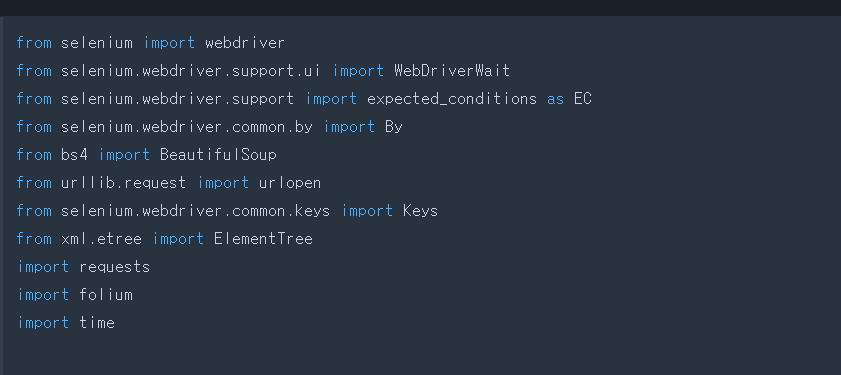 from selenium import webdriver
from selenium.webdriver.support.ui import WebDriverWait
from selenium.webdriver.support import expected_conditions as EC
from selenium.webdriver.common.by import By
from bs4 import BeautifulSoup
from urllib.request import urlopen
from selenium.webdriver.common.keys import Keys
from xml.etree import ElementTree
import requests
import folium
import time